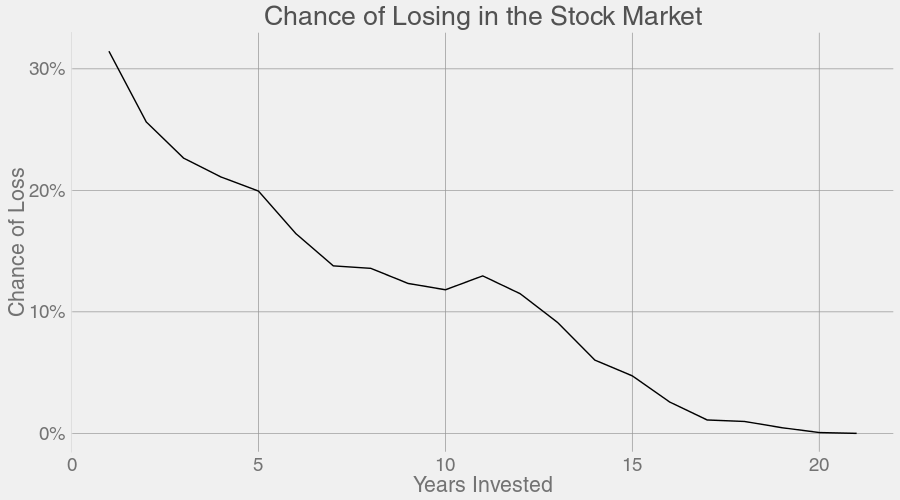 Chance of Losing in the Stock Market
Chance of Loss
30%
20%
10%
0%
0 5 10 15 20
Years Invested